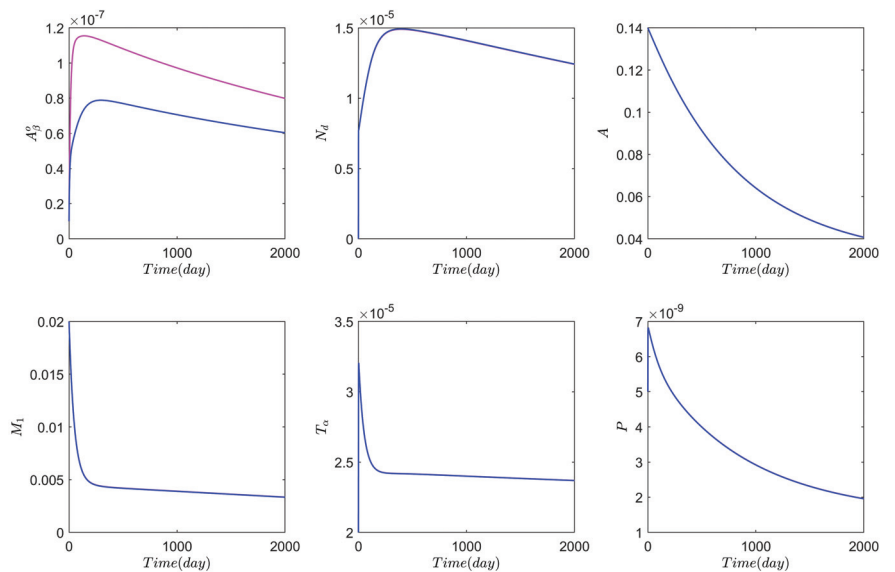 ×10⁻⁷
1.2
1
0.8
0.6
0.4
0.2
0
A_β^o
0 1000 2000
Time(day)
×10⁻⁵
1.5
1
0.5
0
N_d
0 1000 2000
Time(day)
0.14
0.12
0.1
0.08
0.06
0.04
A
0 1000 2000
Time(day)
0.02
0.015
0.01
0.005
0
M₁
0 1000 2000
Time(day)
×10⁻⁵
3.5
3
2.5
2
T_α
0 1000 2000
Time(day)
×10⁻⁹
7
6
5
4
3
2
1
P
0 1000 2000
Time(day)